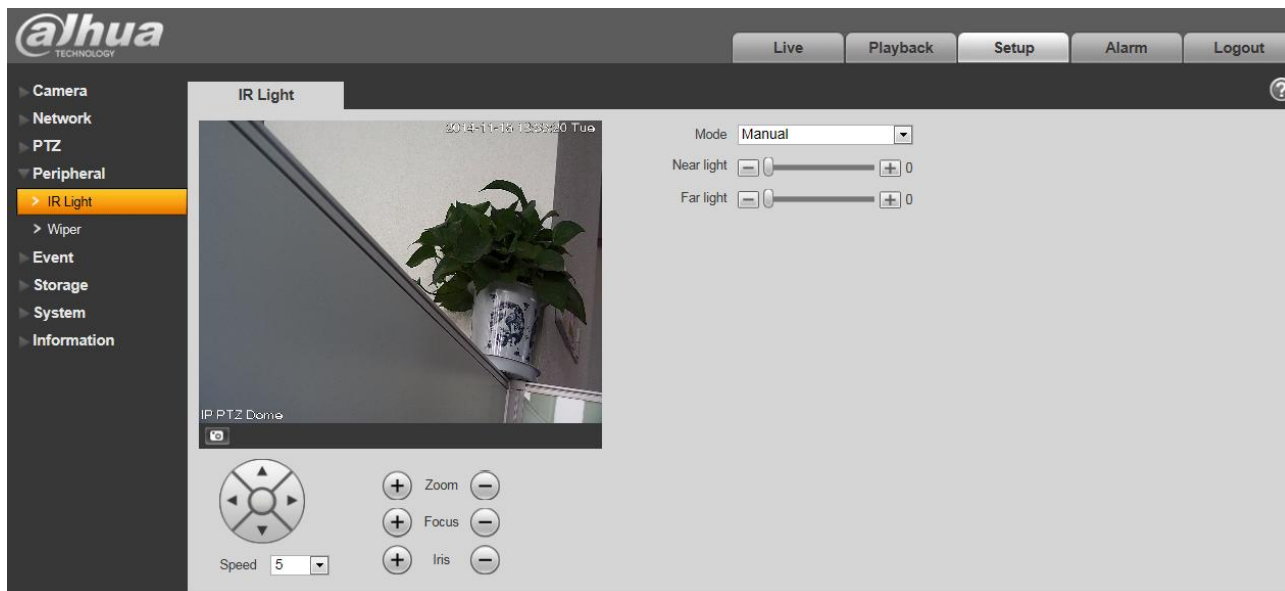 alhua
TECHNOLOGY
Live Playback Setup Alarm Logout
Camera
Network
PTZ
Peripheral
> IR Light
> Wiper
Event
Storage
System
Information
IR Light
Tue
IP PTZ Dome
Mode Manual
Near light 0
Far light 0
Zoom
Focus
Iris
Speed 5